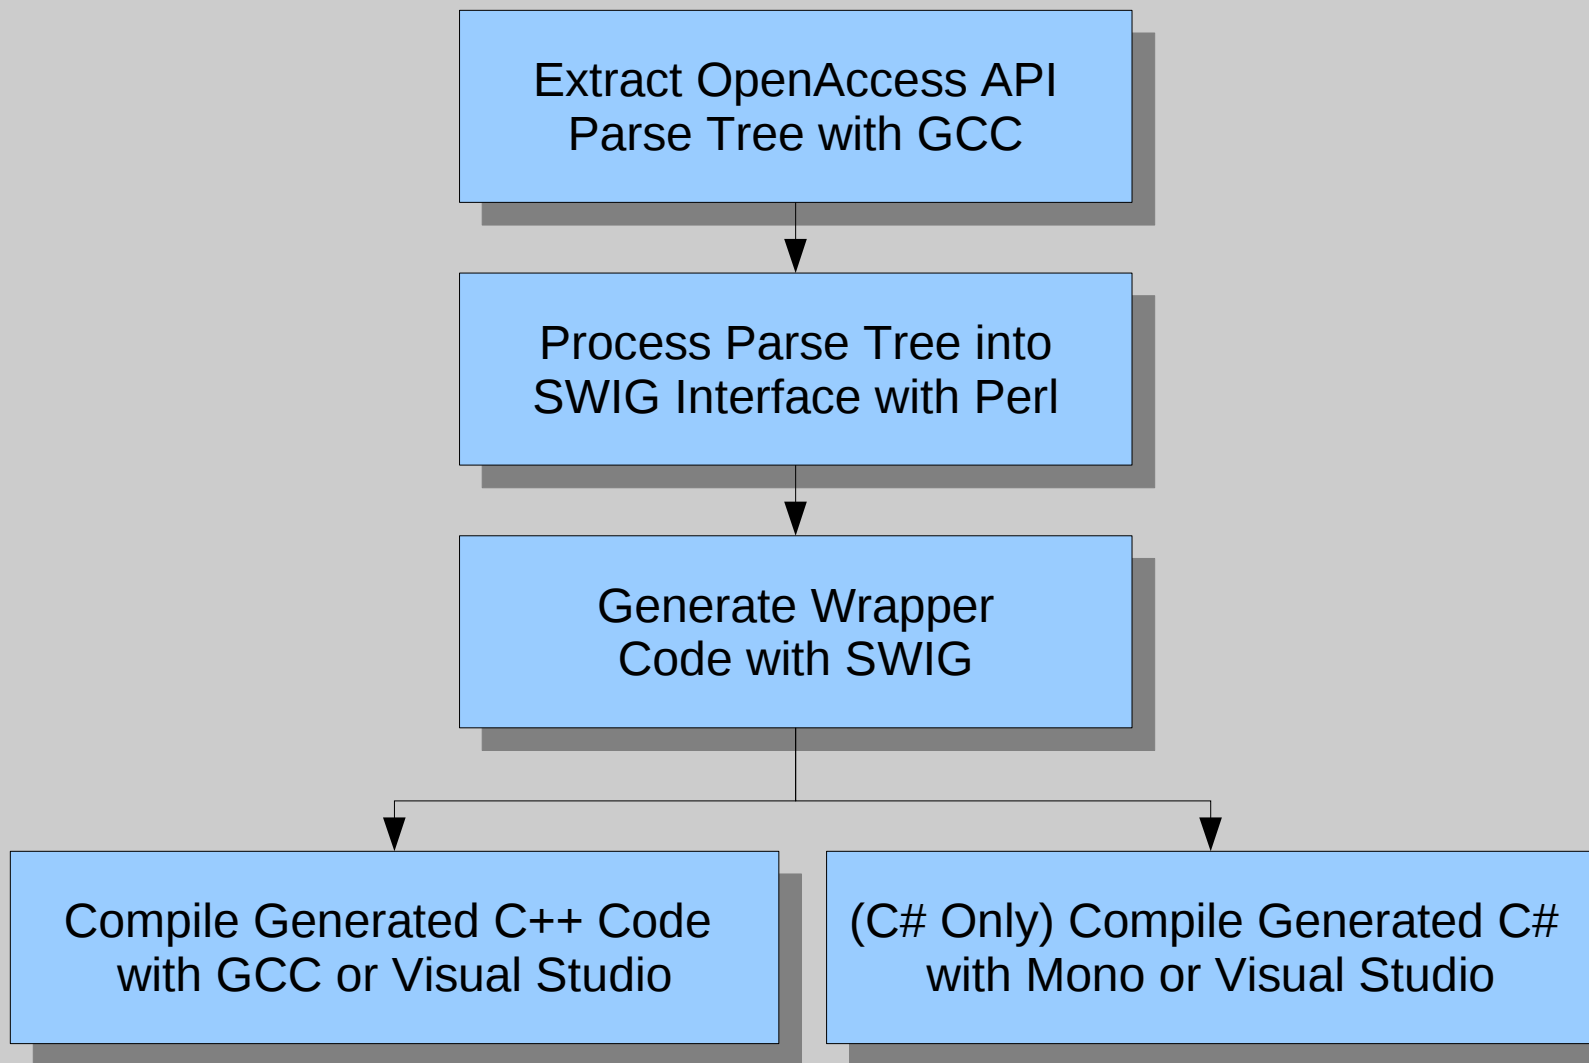 Extract OpenAccess API
Parse Tree with GCC
Process Parse Tree into
SWIG Interface with Perl
Generate Wrapper
Code with SWIG
Compile Generated C++ Code
with GCC or Visual Studio
(C# Only) Compile Generated C#
with Mono or Visual Studio